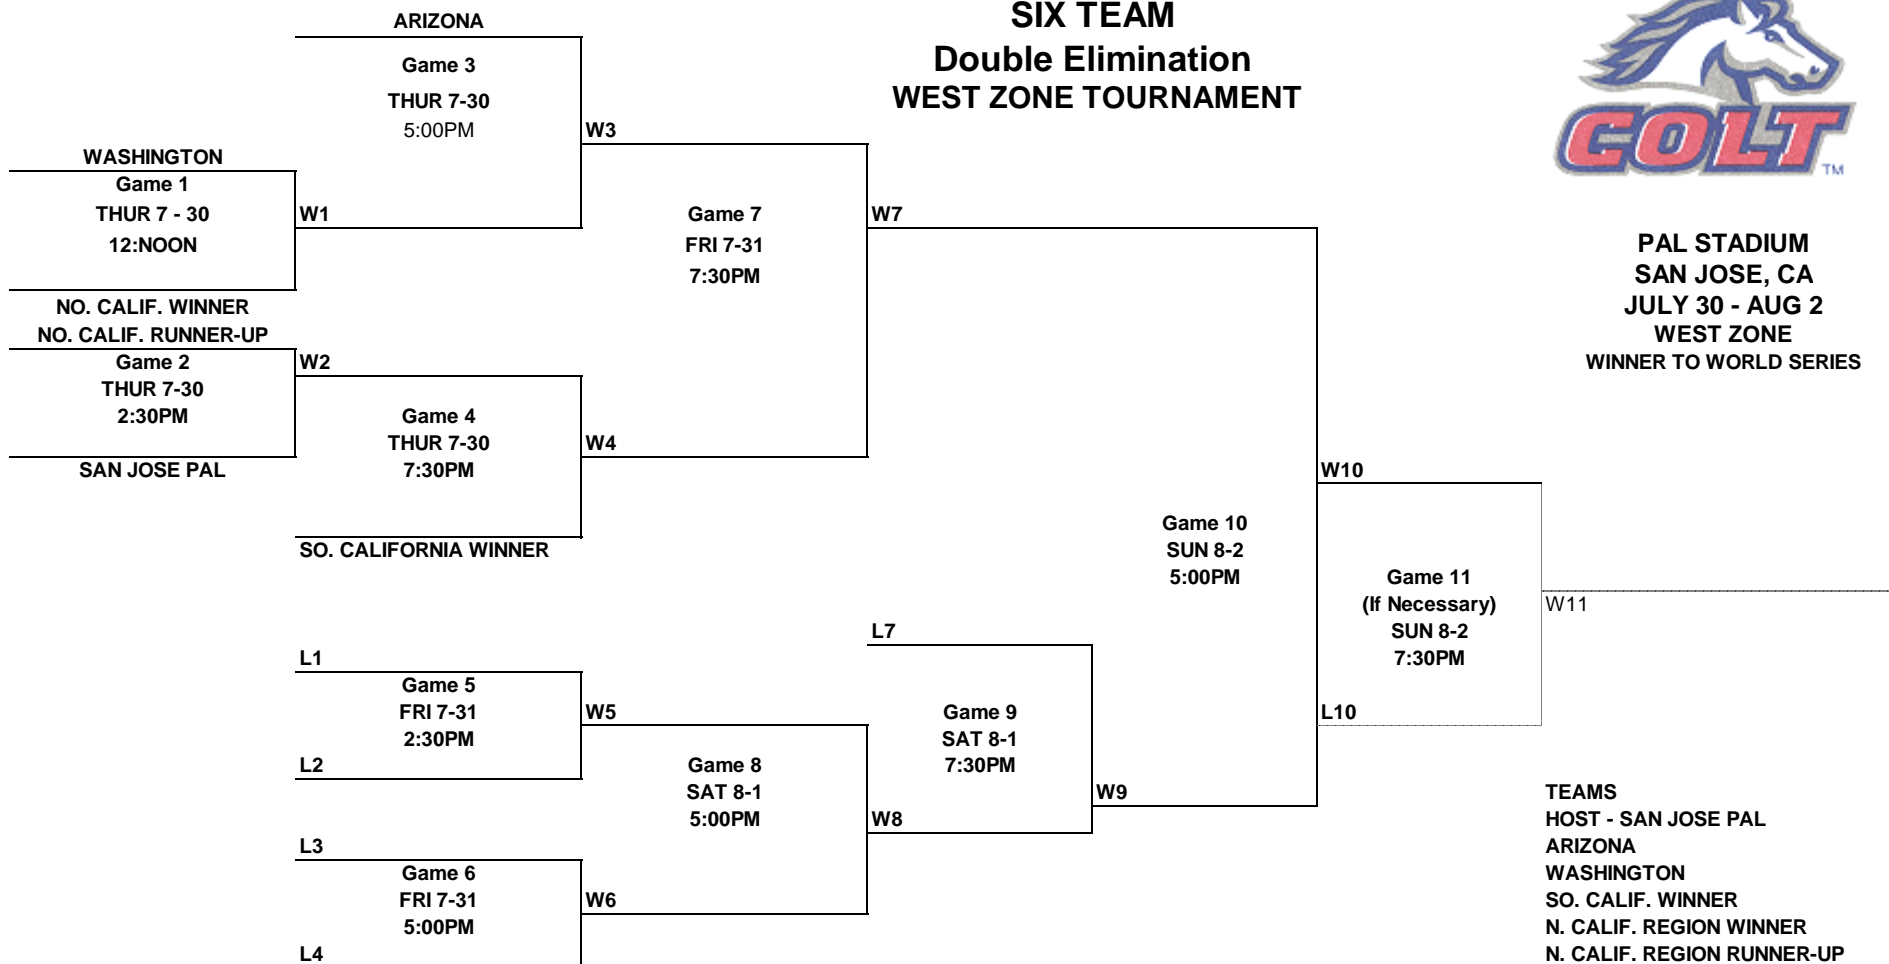 SIX TEAM
Double Elimination
WEST ZONE TOURNAMENT
COLT
TM
PAL STADIUM
SAN JOSE, CA
JULY 30 - AUG 2
WEST ZONE
WINNER TO WORLD SERIES
ARIZONA
Game 3
THUR 7-30
5:00PM
W3
WASHINGTON
Game 1
THUR 7 - 30
12:NOON
W1
NO. CALIF. WINNER
NO. CALIF. RUNNER-UP
Game 2
THUR 7-30
2:30PM
W2
SAN JOSE PAL
Game 4
THUR 7-30
7:30PM
W4
SO. CALIFORNIA WINNER
Game 7
FRI 7-31
7:30PM
W7
Game 10
SUN 8-2
5:00PM
W10
Game 11
(If Necessary)
SUN 8-2
7:30PM
W11
L10
L7
L1
Game 5
FRI 7-31
2:30PM
W5
L2
Game 8
SAT 8-1
5:00PM
W8
Game 9
SAT 8-1
7:30PM
W9
L3
Game 6
FRI 7-31
5:00PM
W6
L4
TEAMS
HOST - SAN JOSE PAL
ARIZONA
WASHINGTON
SO. CALIF. WINNER
N. CALIF. REGION WINNER
N. CALIF. REGION RUNNER-UP